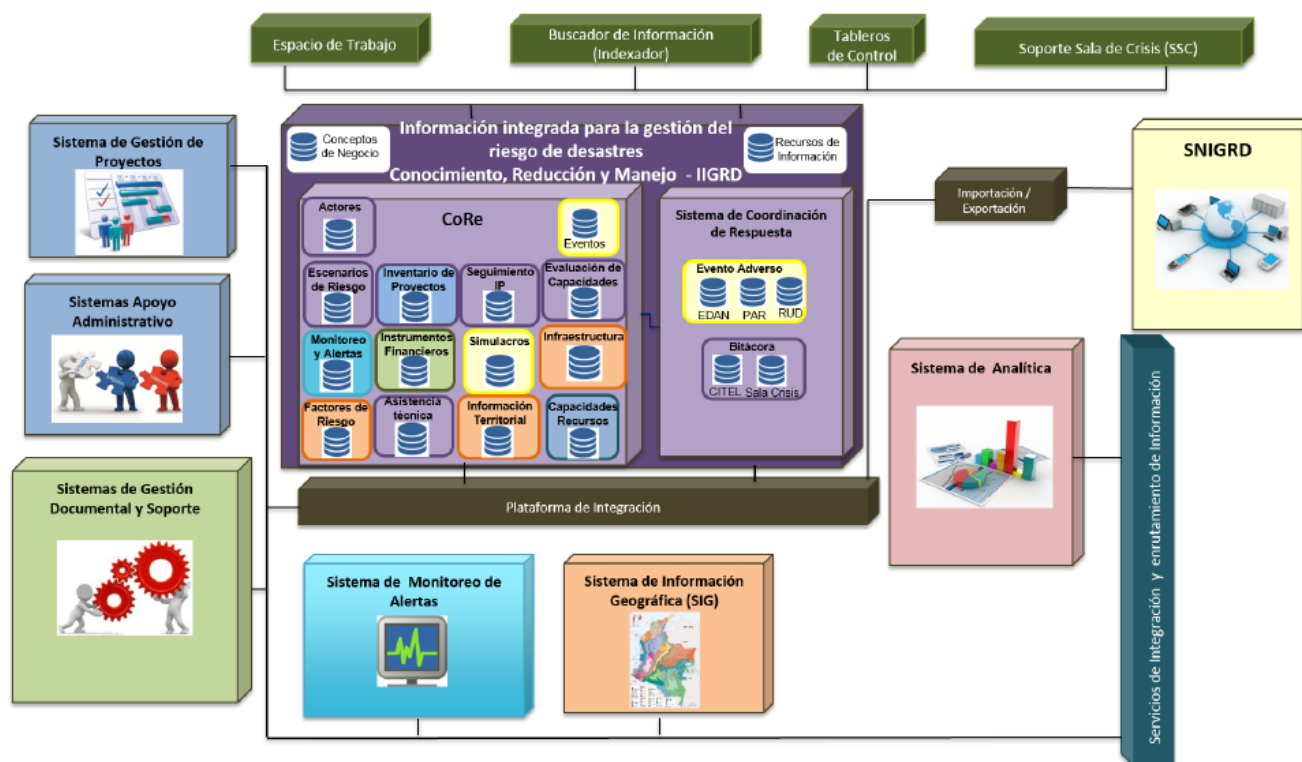 Espacio de Trabajo
Buscador de Información
(Indexador)
Tableros
de Control
Soporte Sala de Crisis (SSC)
Sistema de Gestión de
Proyectos
Sistemas Apoyo
Administrativo
Sistemas de Gestión
Documental y Soporte
Conceptos
de Negocio
Información integrada para la gestión del
riesgo de desastres
Conocimiento, Reducción y Manejo - IIGRD
Recursos de
Información
CoRe
Actores
Eventos
Escenarios
de Riesgo
Inventario de
Proyectos
Seguimiento
IP
Evaluación de
Capacidades
Monitoreo
y Alertas
Instrumentos
Financieros
Simulacros
Infraestructura
Factores de
Riesgo
Asistencia
técnica
Información
Territorial
Capacidades
Recursos
Sistema de Coordinación
de Respuesta
Evento Adverso
EDAN
PAR
RUD
Bitácora
CITEL
Sala Crisis
Importación /
Exportación
SNIGRD
Sistema de Analítica
Plataforma de Integración
Sistema de Monitoreo de
Alertas
Sistema de Información
Geográfica (SIG)
Servicios de Integración y enrutamiento de Información